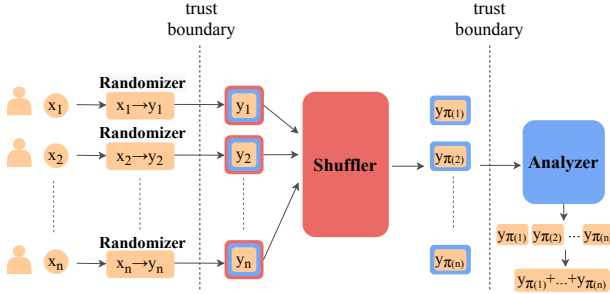 trust
boundary
trust
boundary
Randomizer
x₁ x₁→y₁ y₁ yπ(1)
Randomizer
x₂ x₂→y₂ y₂ Shuffler yπ(2) Analyzer
Randomizer
xₙ xₙ→yₙ yₙ yπ(n)
yπ(1) yπ(2) ... yπ(n)
yπ(1)+...+yπ(n)